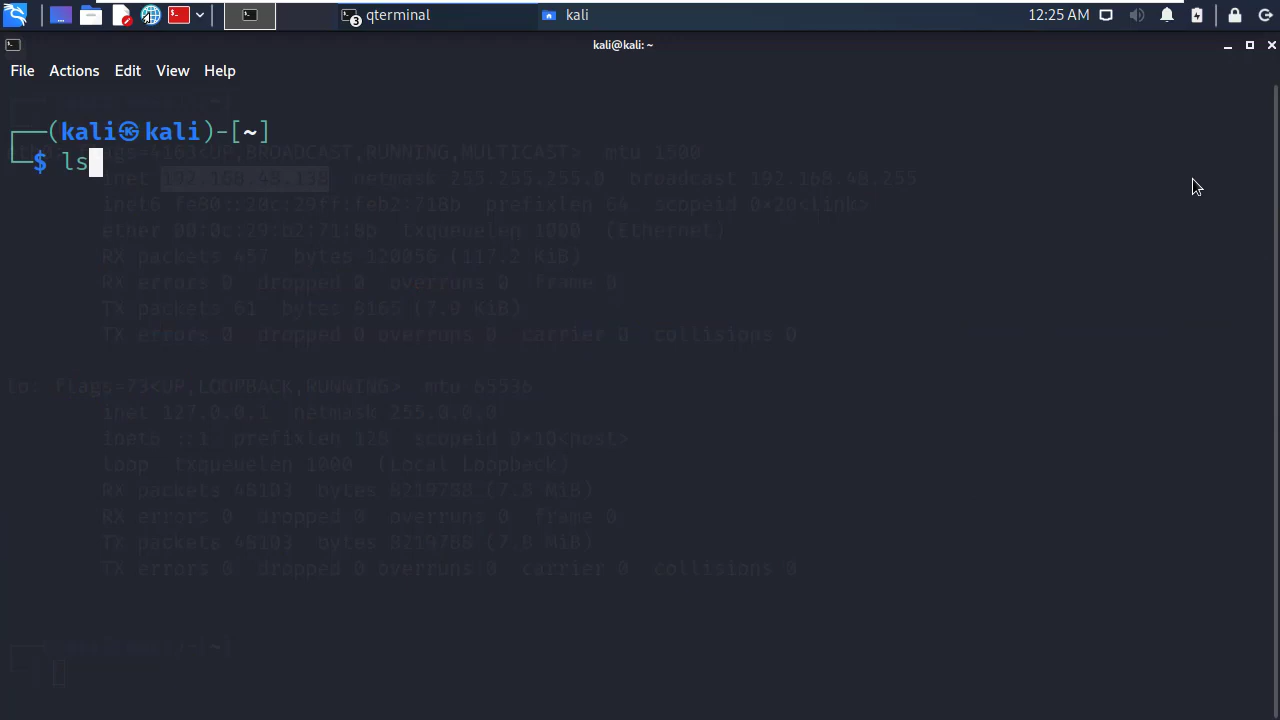 qterminal
3
kali
12:25 AM
kali@kali: ~
File Actions Edit View Help
┌──(kali㉿kali)-[~]
└─$ ls
flags=4163<UP,BROADCAST,RUNNING,MULTICAST> mtu 1500
inet 192.168.48.138 netmask 255.255.255.0 broadcast 192.168.48.255
inet6 fe80::20c:29ff:feb2:718b prefixlen 64 scopeid 0×20<link>
ether 00:0c:29:b2:71:8b txqueuelen 1000 (Ethernet)
RX packets 457 bytes 120056 (117.2 KiB)
RX errors 0 dropped 0 overruns 0 frame 0
TX packets 61 bytes 8165 (7.9 KiB)
TX errors 0 dropped 0 overruns 0 carrier 0 collisions 0
lo: flags=73<UP,LOOPBACK,RUNNING> mtu 65536
inet 127.0.0.1 netmask 255.0.0.0
inet6 ::1 prefixlen 128 scopeid 0×10<host>
loop txqueuelen 1000 (Local Loopback)
RX packets 48103 bytes 8219788 (7.8 MiB)
RX errors 0 dropped 0 overruns 0 frame 0
TX packets 48103 bytes 8219788 (7.8 MiB)
TX errors 0 dropped 0 overruns 0 carrier 0 collisions 0